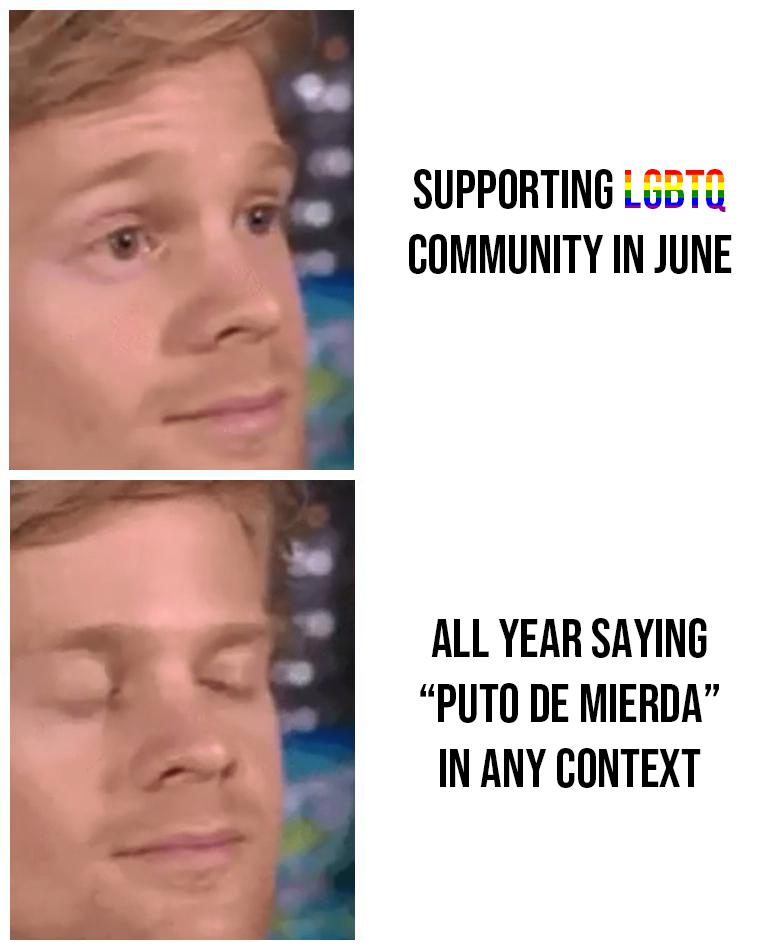 SUPPORTING LGBTQ
COMMUNITY IN JUNE
ALL YEAR SAYING
“PUTO DE MIERDA”
IN ANY CONTEXT